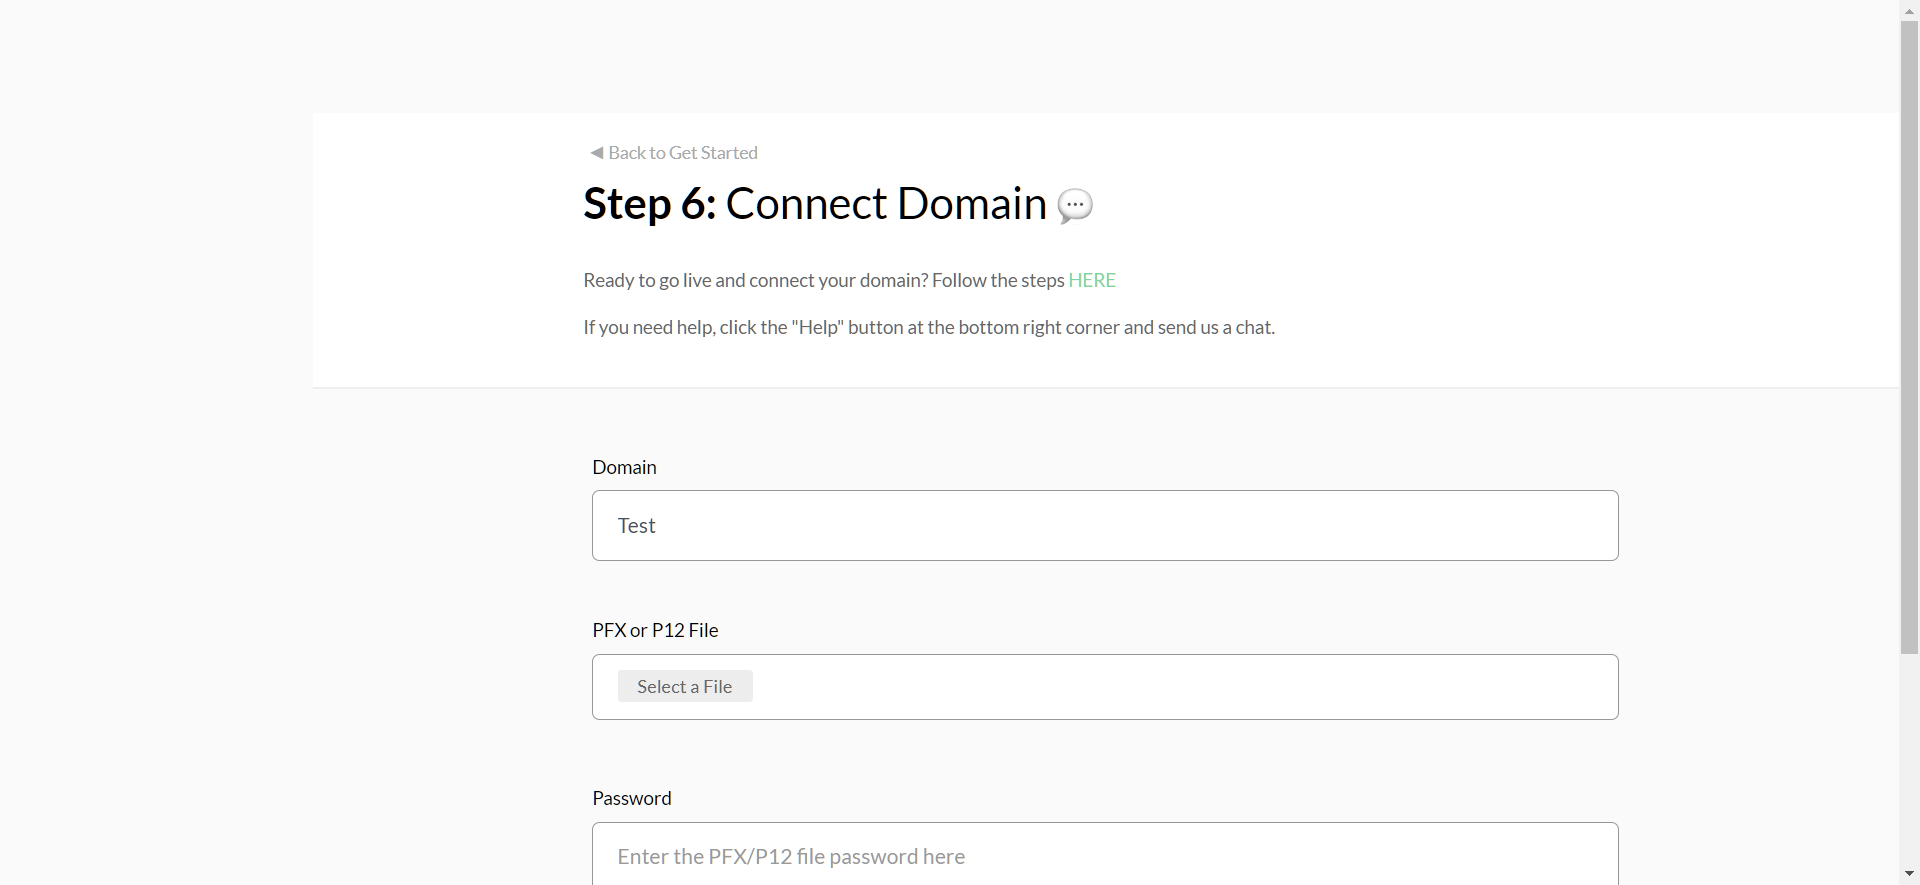 ◀ Back to Get Started
Step 6: Connect Domain 💬
Ready to go live and connect your domain? Follow the steps HERE
If you need help, click the "Help" button at the bottom right corner and send us a chat.
Domain
Test
PFX or P12 File
Select a File
Password
Enter the PFX/P12 file password here